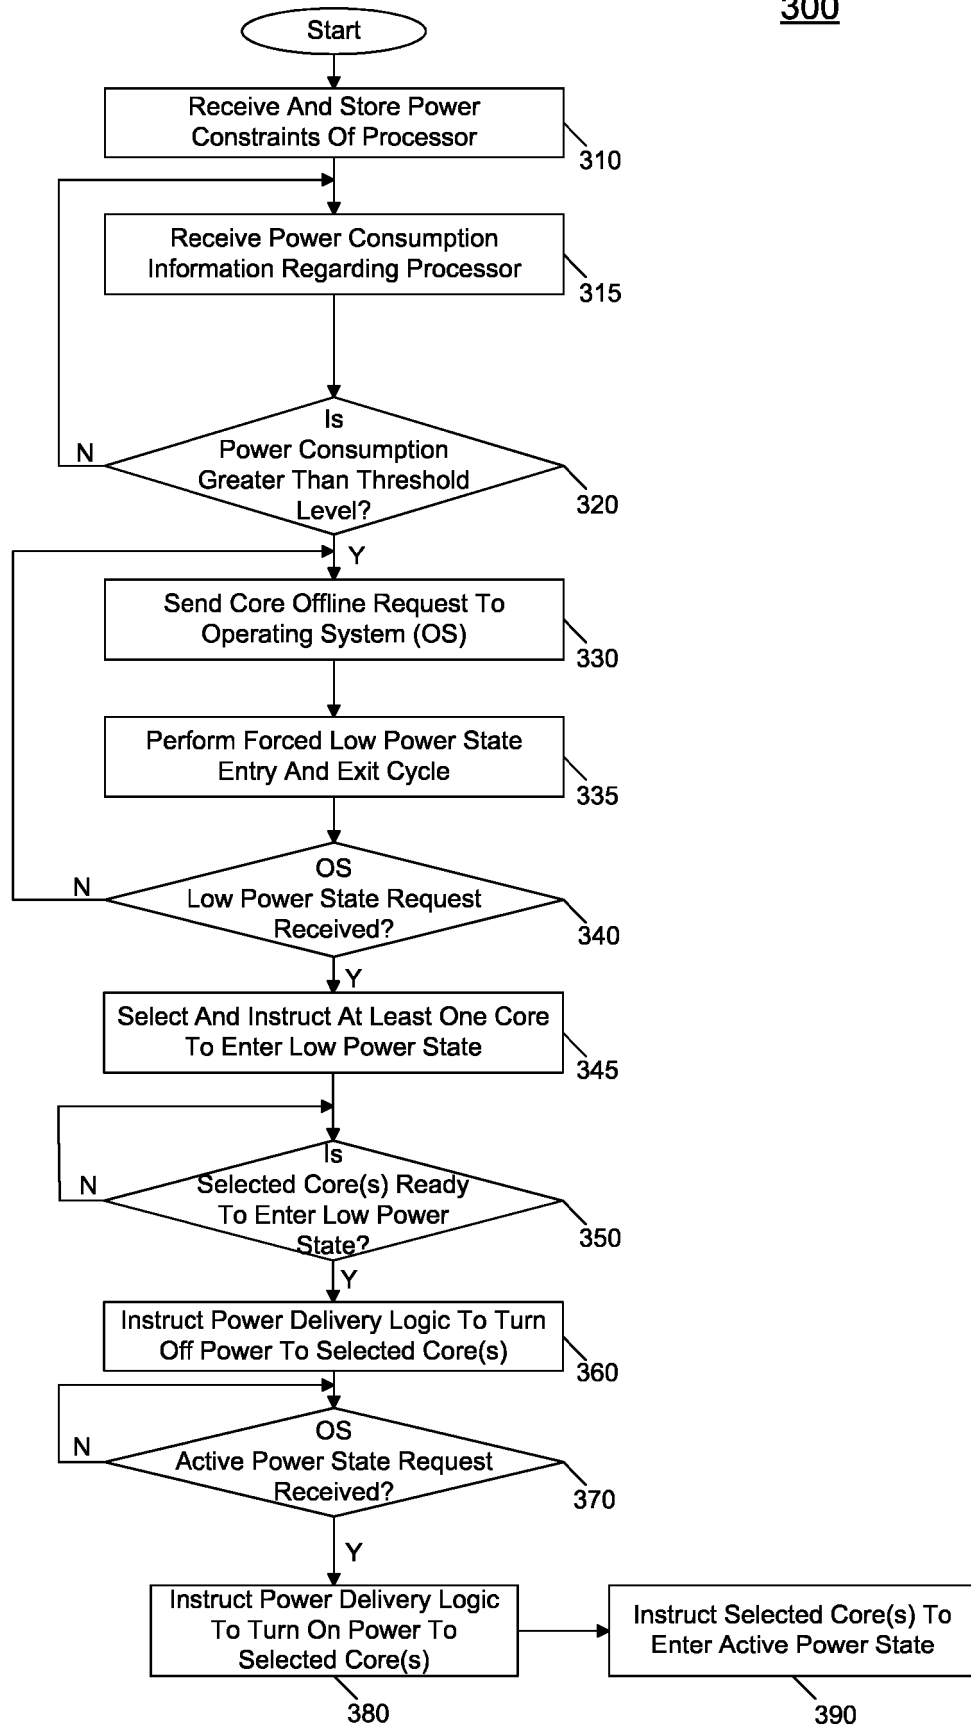 300
Start
Receive And Store Power
Constraints Of Processor
310
Receive Power Consumption
Information Regarding Processor
315
Is
Power Consumption
Greater Than Threshold
Level?
N
320
Y
Send Core Offline Request To
Operating System (OS)
330
Perform Forced Low Power State
Entry And Exit Cycle
335
OS
Low Power State Request
Received?
N
340
Y
Select And Instruct At Least One Core
To Enter Low Power State
345
Is
Selected Core(s) Ready
To Enter Low Power
State?
N
350
Y
Instruct Power Delivery Logic To Turn
Off Power To Selected Core(s)
360
OS
Active Power State Request
Received?
N
370
Y
Instruct Power Delivery Logic
To Turn On Power To
Selected Core(s)
380
Instruct Selected Core(s) To
Enter Active Power State
390